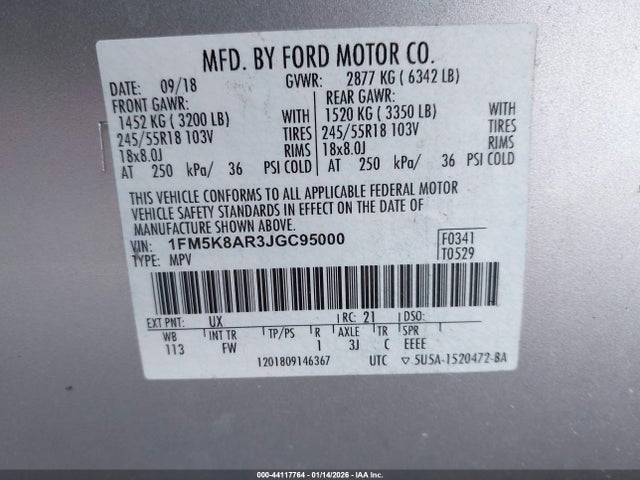 MFD. BY FORD MOTOR CO.
DATE: 09/18 GVWR: 2877 KG ( 6342 LB)
FRONT GAWR: REAR GAWR:
1452 KG ( 3200 LB) WITH 1520 KG ( 3350 LB) WITH
245/55R18 103V TIRES 245/55R18 103V TIRES
18x8.0J RIMS 18x8.0J RIMS
AT 250 kPa/ 36 PSI COLD AT 250 kPa/ 36 PSI COLD
THIS VEHICLE CONFORMS TO ALL APPLICABLE FEDERAL MOTOR
VEHICLE SAFETY STANDARDS IN EFFECT ON THE DATE OF
MANUFACTURE SHOWN ABOVE.
VIN: 1FM5K8AR3JGC95000 F0341
TYPE: MPV T0529
EXT PNT: UX RC: 21 DSO:
WB INT TR TP/PS R AXLE TR SPR
113 FW 1 3J C EEEE
1201809146367 UTC ▽ 5U5A-1520472-BA
000-44117764 - 01/14/2026 - IAA Inc.